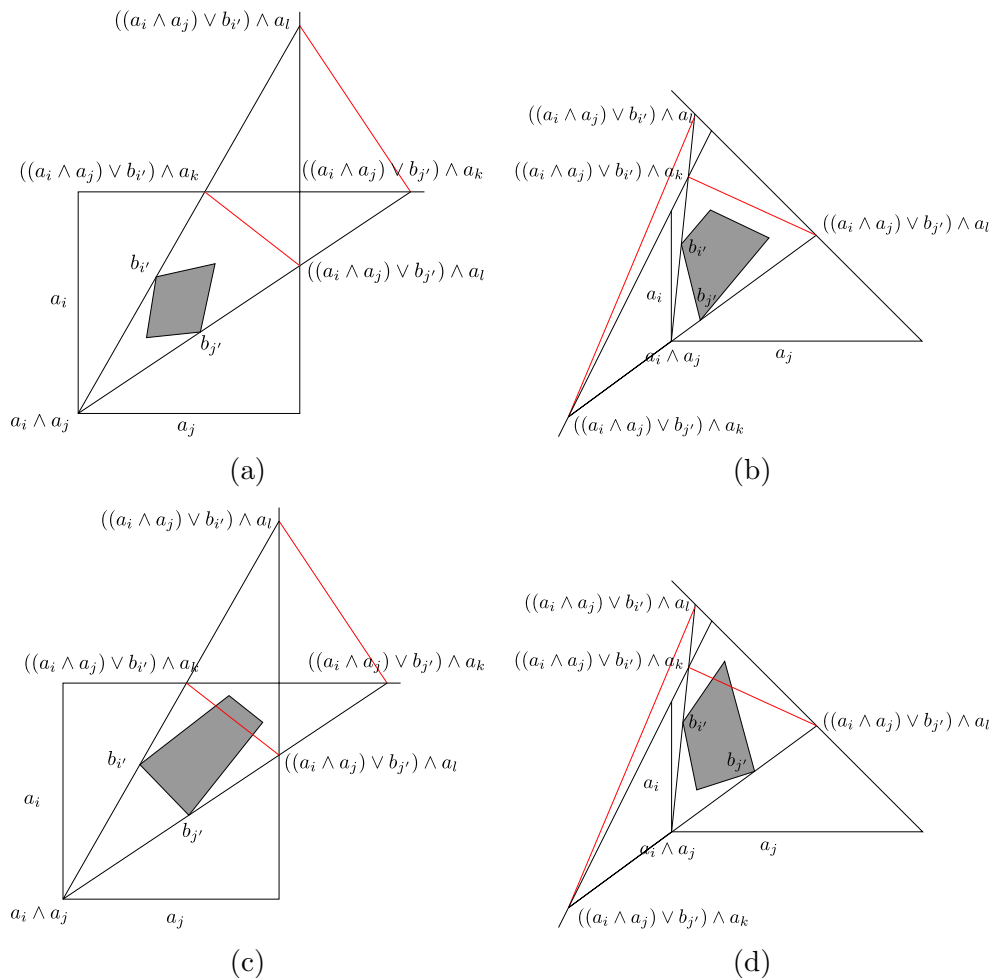 ((a_i ∧ a_j) ∨ b_{i'}) ∧ a_l
((a_i ∧ a_j) ∨ b_{i'}) ∧ a_k
((a_i ∧ a_j) ∨ b_{j'}) ∧ a_k
b_{i'}
((a_i ∧ a_j) ∨ b_{j'}) ∧ a_l
a_i
b_{j'}
a_i ∧ a_j
a_j
(a)
((a_i ∧ a_j) ∨ b_{i'}) ∧ a_l
((a_i ∧ a_j) ∨ b_{i'}) ∧ a_k
((a_i ∧ a_j) ∨ b_{j'}) ∧ a_l
b_{i'}
a_i
b_{j'}
a_i ∧ a_j
a_j
((a_i ∧ a_j) ∨ b_{j'}) ∧ a_k
(b)
((a_i ∧ a_j) ∨ b_{i'}) ∧ a_l
((a_i ∧ a_j) ∨ b_{i'}) ∧ a_k
((a_i ∧ a_j) ∨ b_{j'}) ∧ a_k
b_{i'}
((a_i ∧ a_j) ∨ b_{j'}) ∧ a_l
a_i
b_{j'}
a_i ∧ a_j
a_j
(c)
((a_i ∧ a_j) ∨ b_{i'}) ∧ a_l
((a_i ∧ a_j) ∨ b_{i'}) ∧ a_k
((a_i ∧ a_j) ∨ b_{j'}) ∧ a_l
b_{i'}
b_{j'}
a_i
a_i ∧ a_j
a_j
((a_i ∧ a_j) ∨ b_{j'}) ∧ a_k
(d)